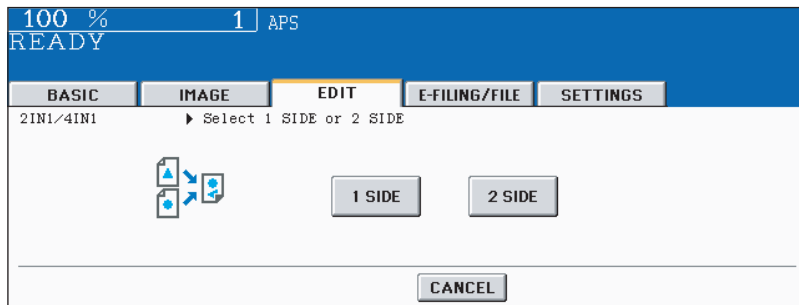 100 % 1 APS
READY
BASIC IMAGE EDIT E-FILING/FILE SETTINGS
2IN1/4IN1 Select 1 SIDE or 2 SIDE
1 SIDE 2 SIDE
CANCEL